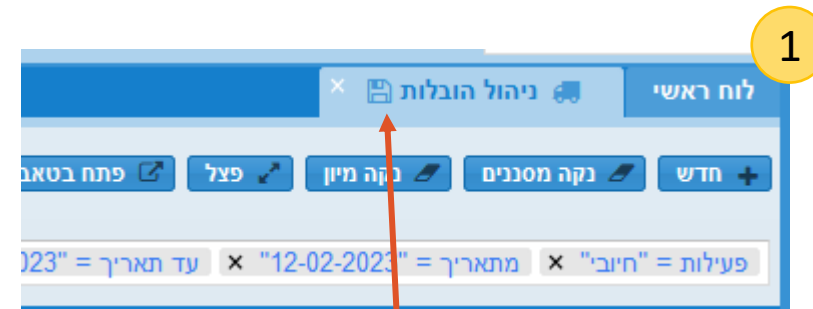 1
לוח ראשי ניהול הובלות ×
+ חדש נקה מסננים נקה מיון פצל פתח בטאב
פעילות = "חיובי" × מתאריך = "12-02-2023" × עד תאריך = "023